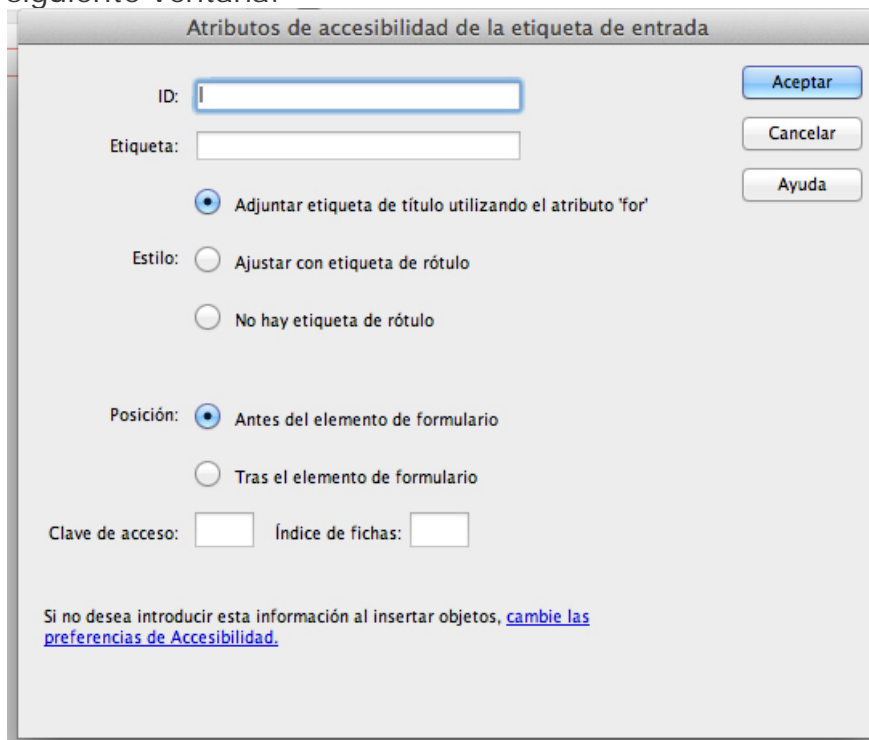 siguiente ventana:
Atributos de accesibilidad de la etiqueta de entrada
ID:
Aceptar
Etiqueta:
Cancelar
Ayuda
Adjuntar etiqueta de título utilizando el atributo 'for'
Estilo:
Ajustar con etiqueta de rótulo
No hay etiqueta de rótulo
Posición:
Antes del elemento de formulario
Tras el elemento de formulario
Clave de acceso:
Índice de fichas:
Si no desea introducir esta información al insertar objetos, cambie las
preferencias de Accesibilidad.